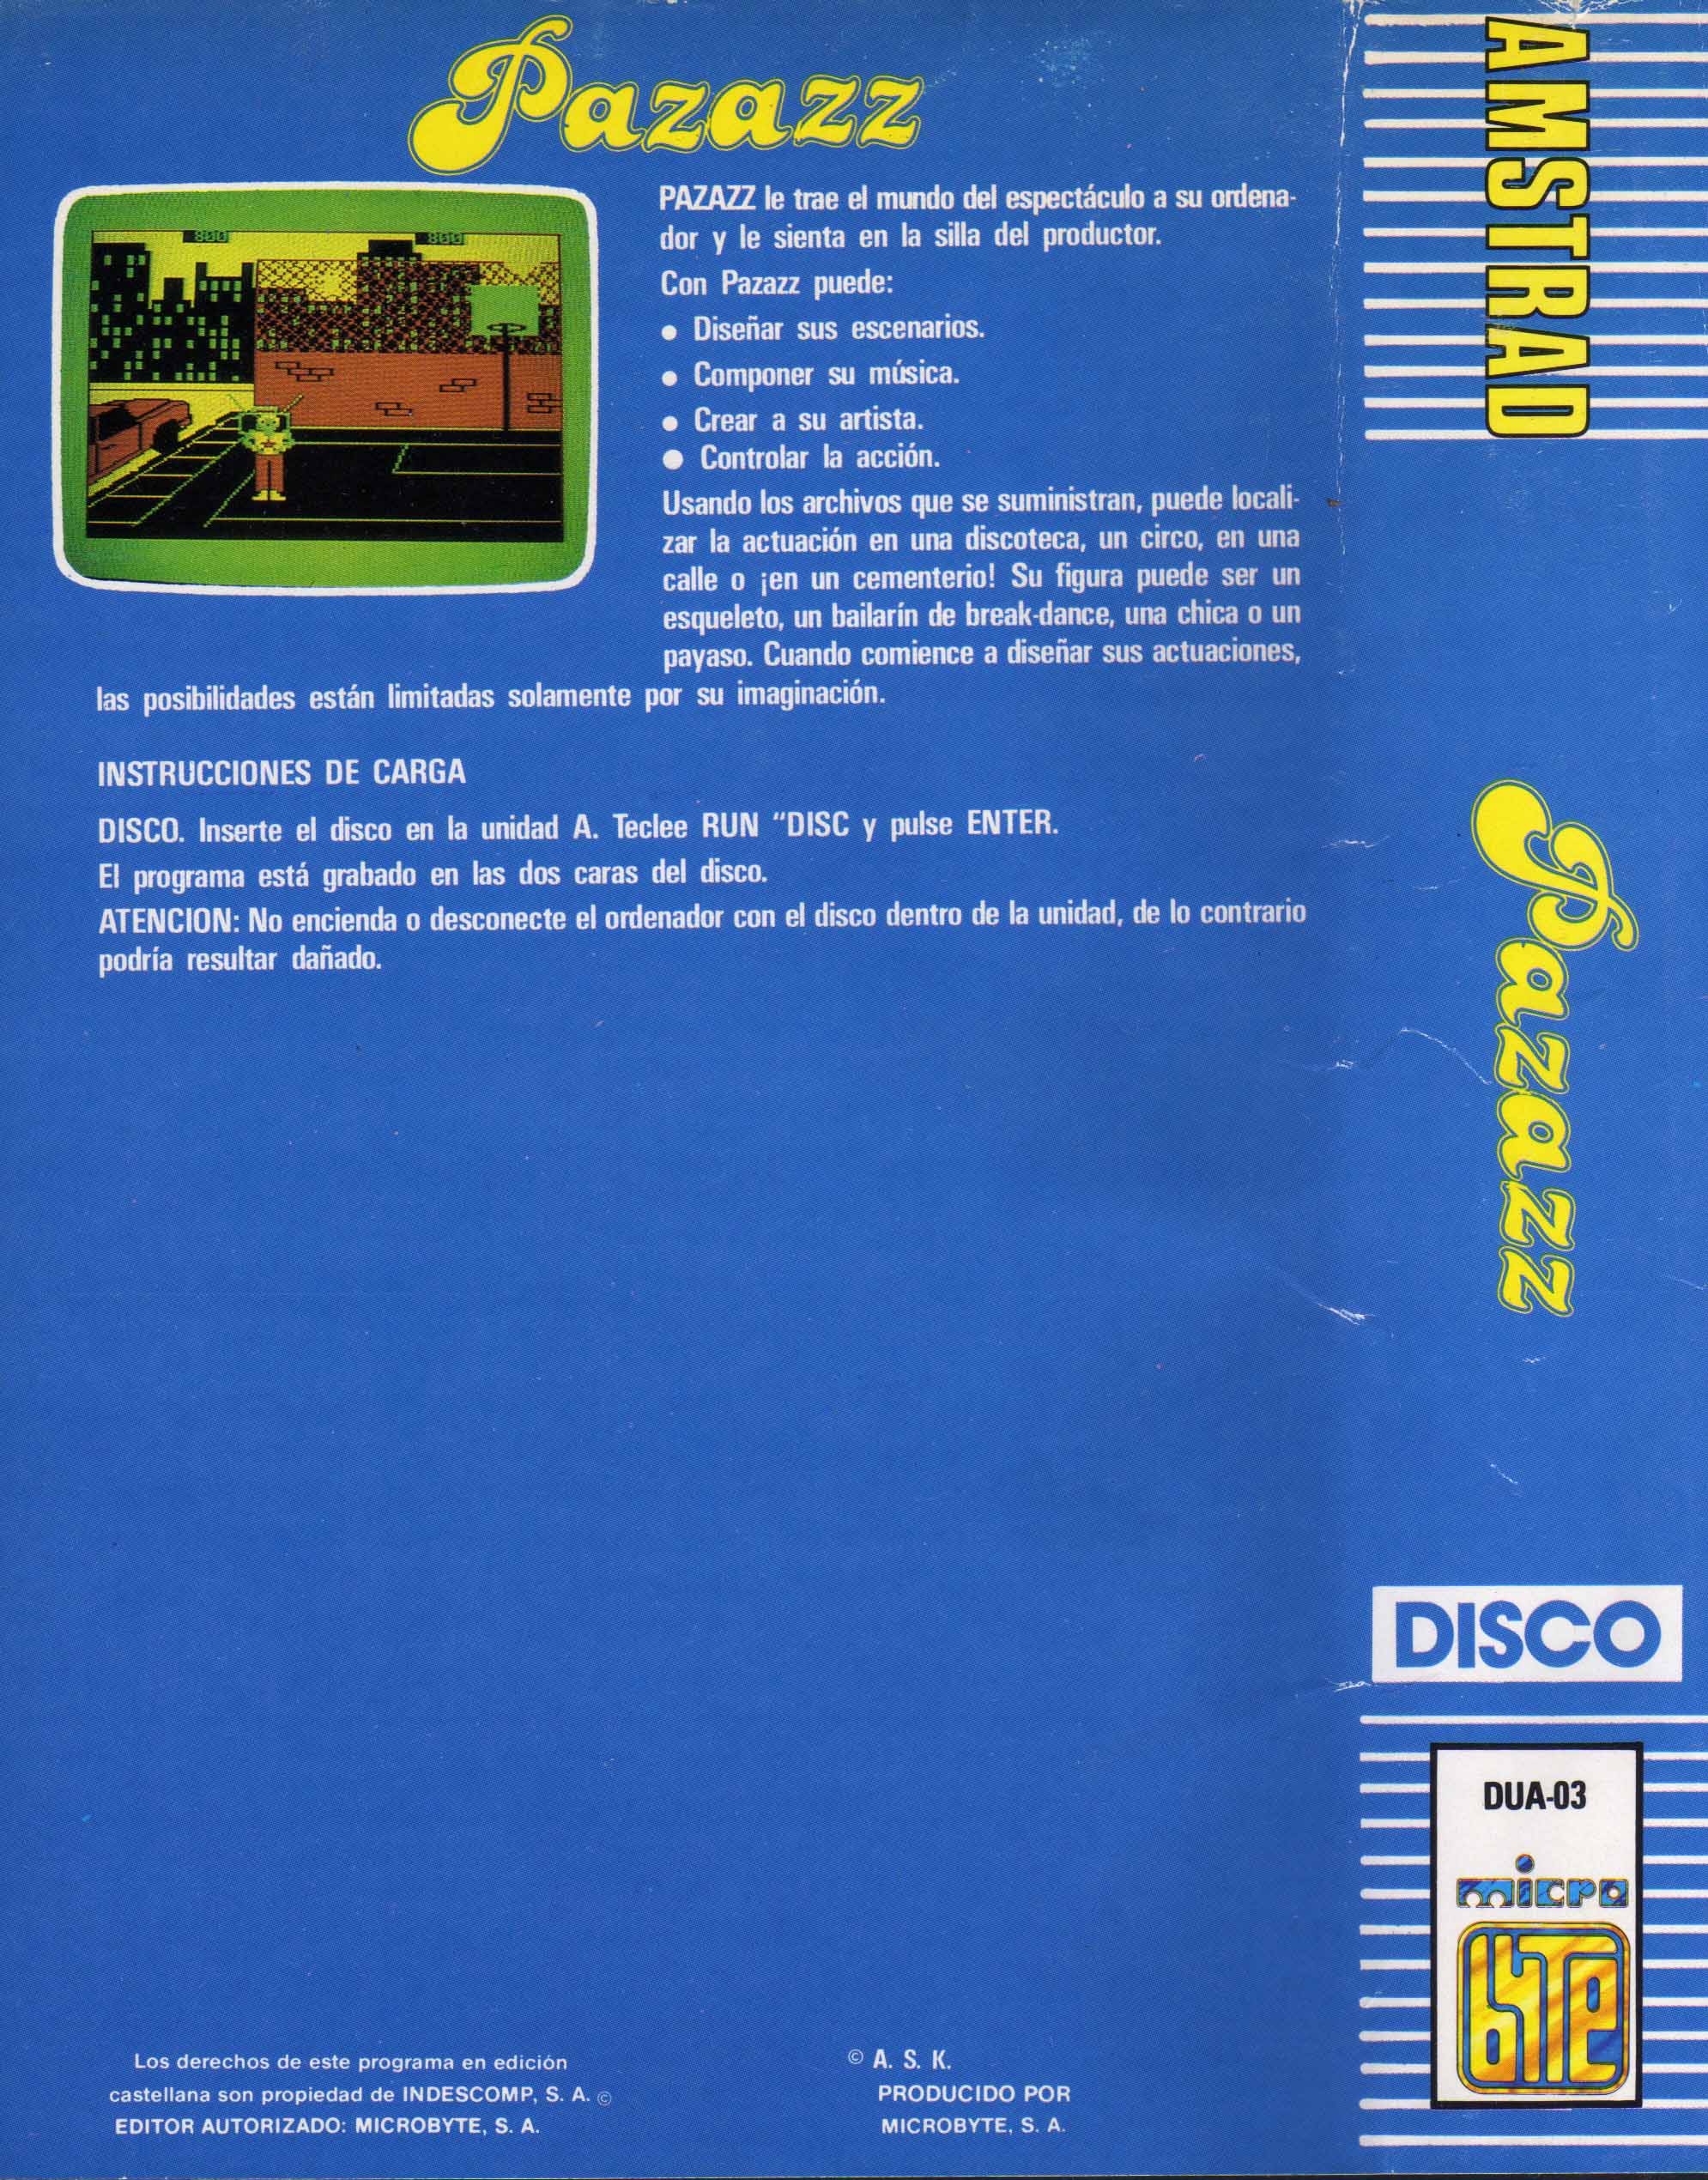 Pazazz
800 800
PAZAZZ le trae el mundo del espectáculo a su ordena-
dor y le sienta en la silla del productor.
Con Pazazz puede:
● Diseñar sus escenarios.
● Componer su música.
● Crear a su artista.
● Controlar la acción.
Usando los archivos que se suministran, puede locali-
zar la actuación en una discoteca, un circo, en una
calle o ¡en un cementerio! Su figura puede ser un
esqueleto, un bailarín de break-dance, una chica o un
payaso. Cuando comience a diseñar sus actuaciones,
las posibilidades están limitadas solamente por su imaginación.
INSTRUCCIONES DE CARGA
DISCO. Inserte el disco en la unidad A. Teclee RUN “DISC y pulse ENTER.
El programa está grabado en las dos caras del disco.
ATENCION: No encienda o desconecte el ordenador con el disco dentro de la unidad, de lo contrario
podría resultar dañado.
Los derechos de este programa en edición
castellana son propiedad de INDESCOMP, S. A. ©
EDITOR AUTORIZADO: MICROBYTE, S. A.
© A. S. K.
PRODUCIDO POR
MICROBYTE, S. A.
AMSTRAD
Pazazz
DISCO
DUA-03
micro
byte